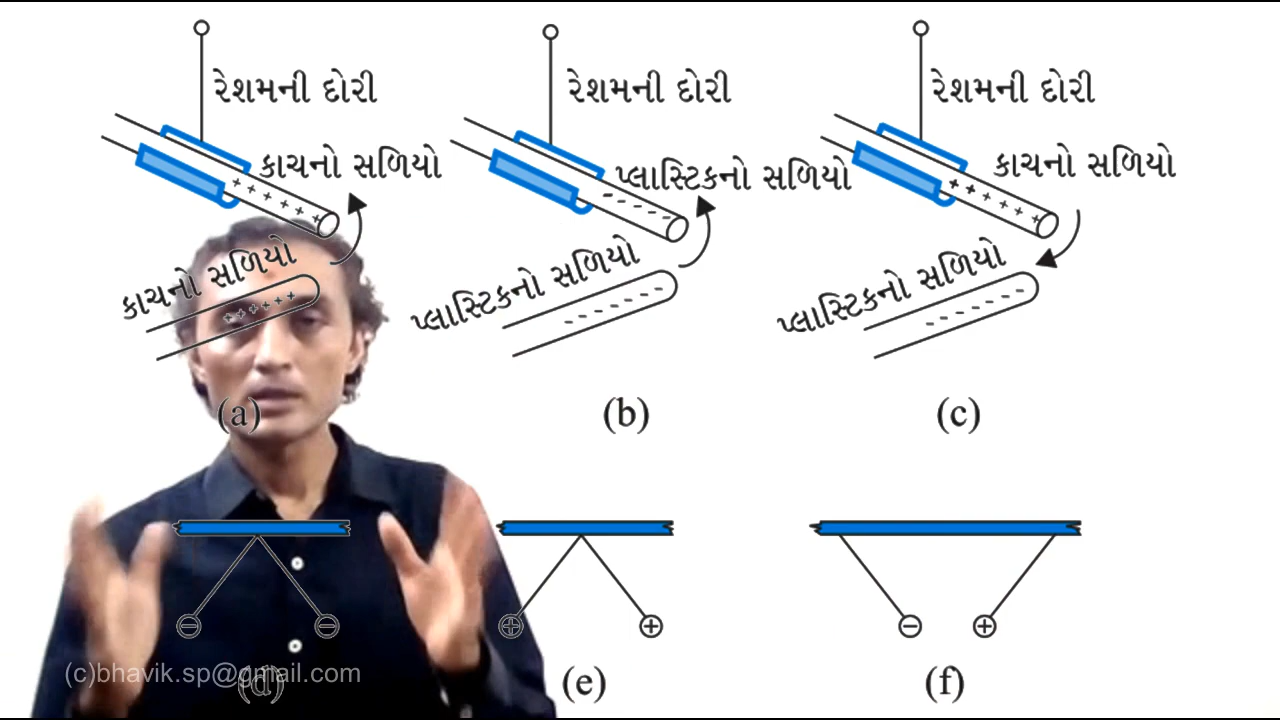 રેશમની દોરી
રેશમની દોરી
રેશમની દોરી
કાચનો સળિયો
પ્લાસ્ટિકનો સળિયો
કાચનો સળિયો
કાચનો સળિયો
પ્લાસ્ટિકનો સળિયો
પ્લાસ્ટિકનો સળિયો
(a)
(b)
(c)
(c)bhavik.sp@gmail.com
(d)
(e)
(f)